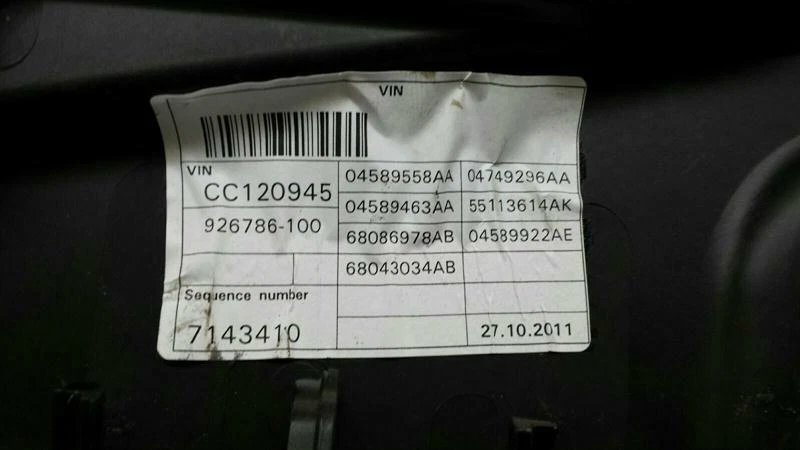 VIN
VIN
CC120945
926786-100
04589558AA 04749296AA
04589463AA 55113614AK
68086978AB 04589922AE
68043034AB
Sequence number
7143410
27.10.2011